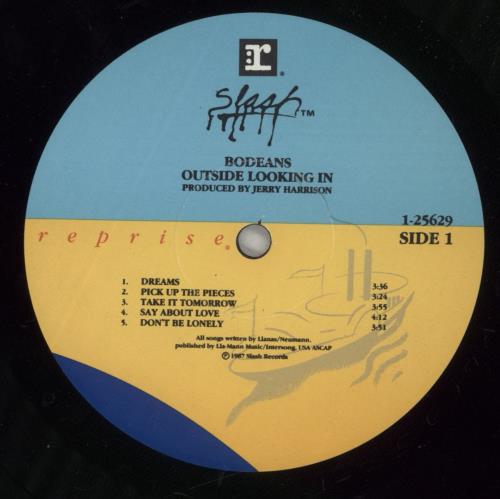 r®
Slash™
BODEANS
OUTSIDE LOOKING IN
PRODUCED BY JERRY HARRISON
1-25629
reprise® SIDE 1
1. DREAMS 3:36
2. PICK UP THE PIECES 3:24
3. TAKE IT TOMORROW 3:55
4. SAY ABOUT LOVE 4:12
5. DON'T BE LONELY 3:51
All songs written by Llanas/Neumann.
published by Lla-Mann Music/Intersong, USA ASCAP
℗ 1987 Slash Records